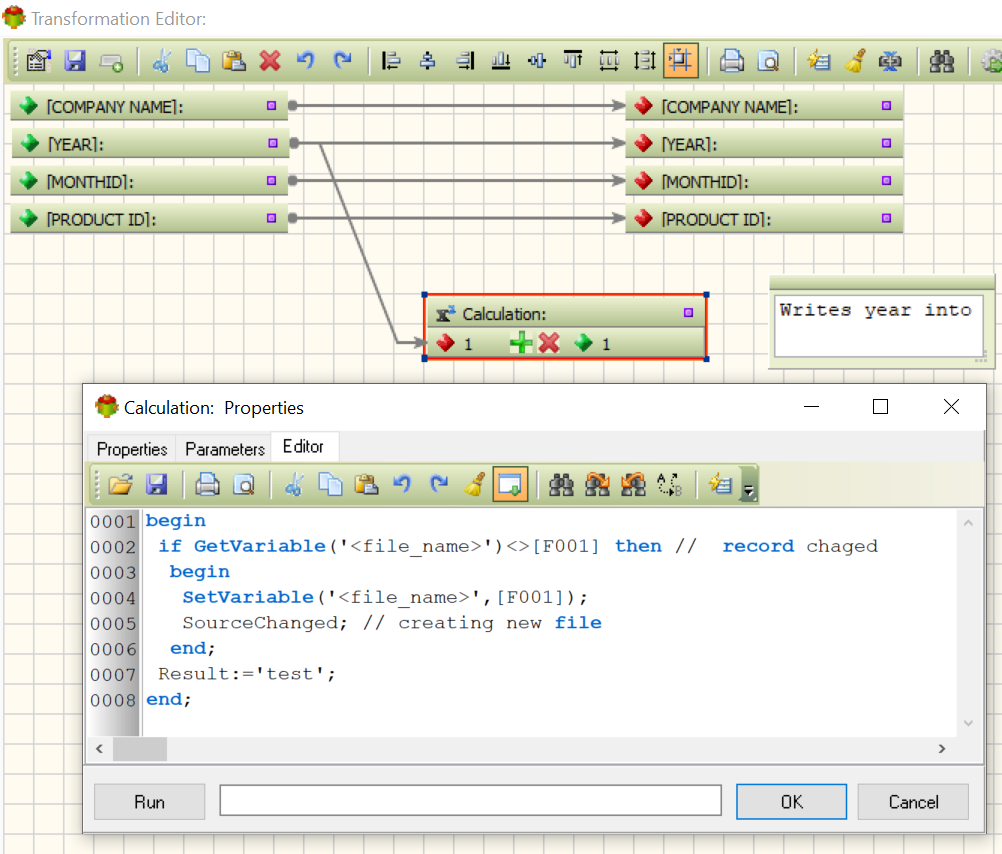 Transformation Editor:
[COMPANY NAME]: [COMPANY NAME]:
[YEAR]: [YEAR]:
[MONTHID]: [MONTHID]:
[PRODUCT ID]: [PRODUCT ID]:
Calculation:
1 1
Writes year into
Calculation: Properties
Properties Parameters Editor
0001 begin
0002 if GetVariable('<file_name>')<>[F001] then // record chaged
0003 begin
0004 SetVariable('<file_name>',[F001]);
0005 SourceChanged; // creating new file
0006 end;
0007 Result:='test';
0008 end;
Run OK Cancel